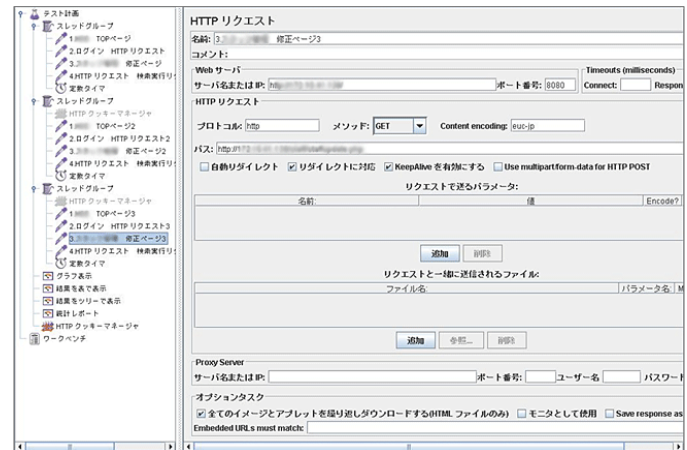 テスト計画
スレッドグループ
1. TOPページ
2.ログイン HTTP リクエスト
3. 修正ページ
4.HTTP リクエスト 検索実行リ
定数タイマ
スレッドグループ
HTTP クッキーマネージャ
1. TOPページ2
2.ログイン HTTP リクエスト2
3. 修正ページ2
4.HTTP リクエスト 検索実行リ
定数タイマ
スレッドグループ
HTTP クッキーマネージャ
1. TOPページ3
2.ログイン HTTP リクエスト3
3. 修正ページ3
4.HTTP リクエスト 検索実行リ
定数タイマ
グラフ表示
結果を表で表示
結果をツリーで表示
統計レポート
HTTP クッキーマネージャ
ワークベンチ
HTTP リクエスト
名前: 3. 修正ページ3
コメント:
Web サーバ
Timeouts (milliseconds)
サーバ名または IP: ポート番号: 8080 Connect: Respon
HTTP リクエスト
プロトコル: http メソッド: GET Content encoding: euc-jp
パス:
自動リダイレクト リダイレクトに対応 KeepAlive を有効にする Use multipart/form-data for HTTP POST
リクエストで送るパラメータ:
名前: 値 Encode?
追加 削除
リクエストと一緒に送信されるファイル:
ファイル名: パラメータ名: M
追加 参照... 削除
Proxy Server
サーバ名または IP: ポート番号: ユーザー名 パスワード
オプションタスク
全てのイメージとアプレットを繰り返しダウンロードする(HTML ファイルのみ) モニタとして使用 Save response as
Embedded URLs must match: